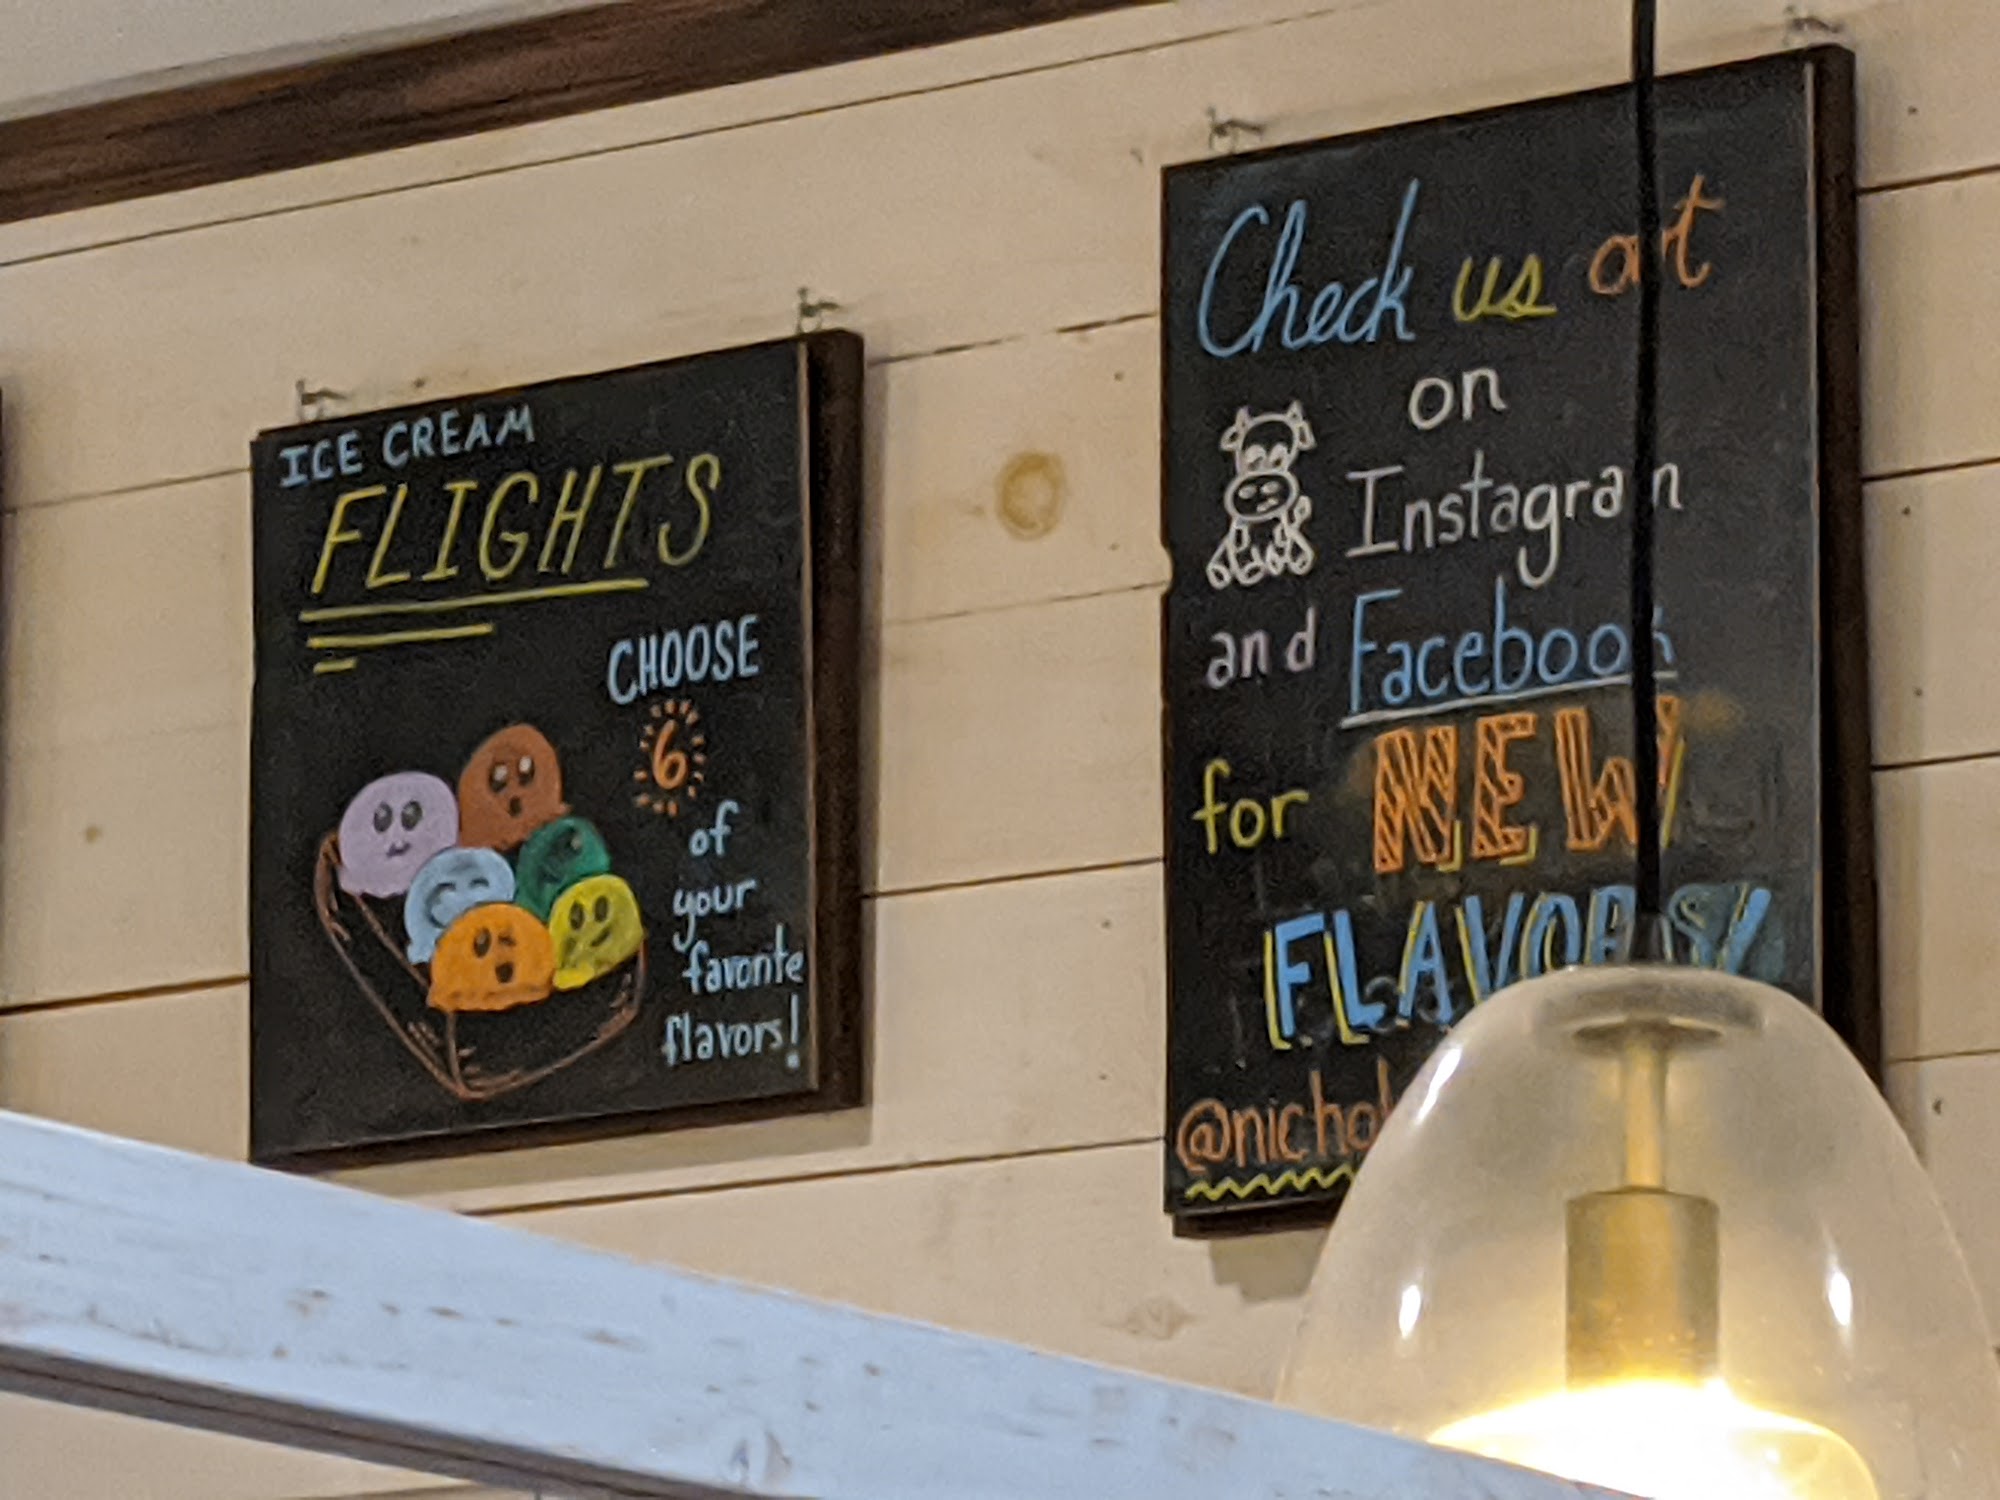 ICE CREAM
FLIGHTS
CHOOSE
6
of
your
favorite
flavors!
Check us out
on
Instagram
and Facebook
for NEW
FLAVORS!